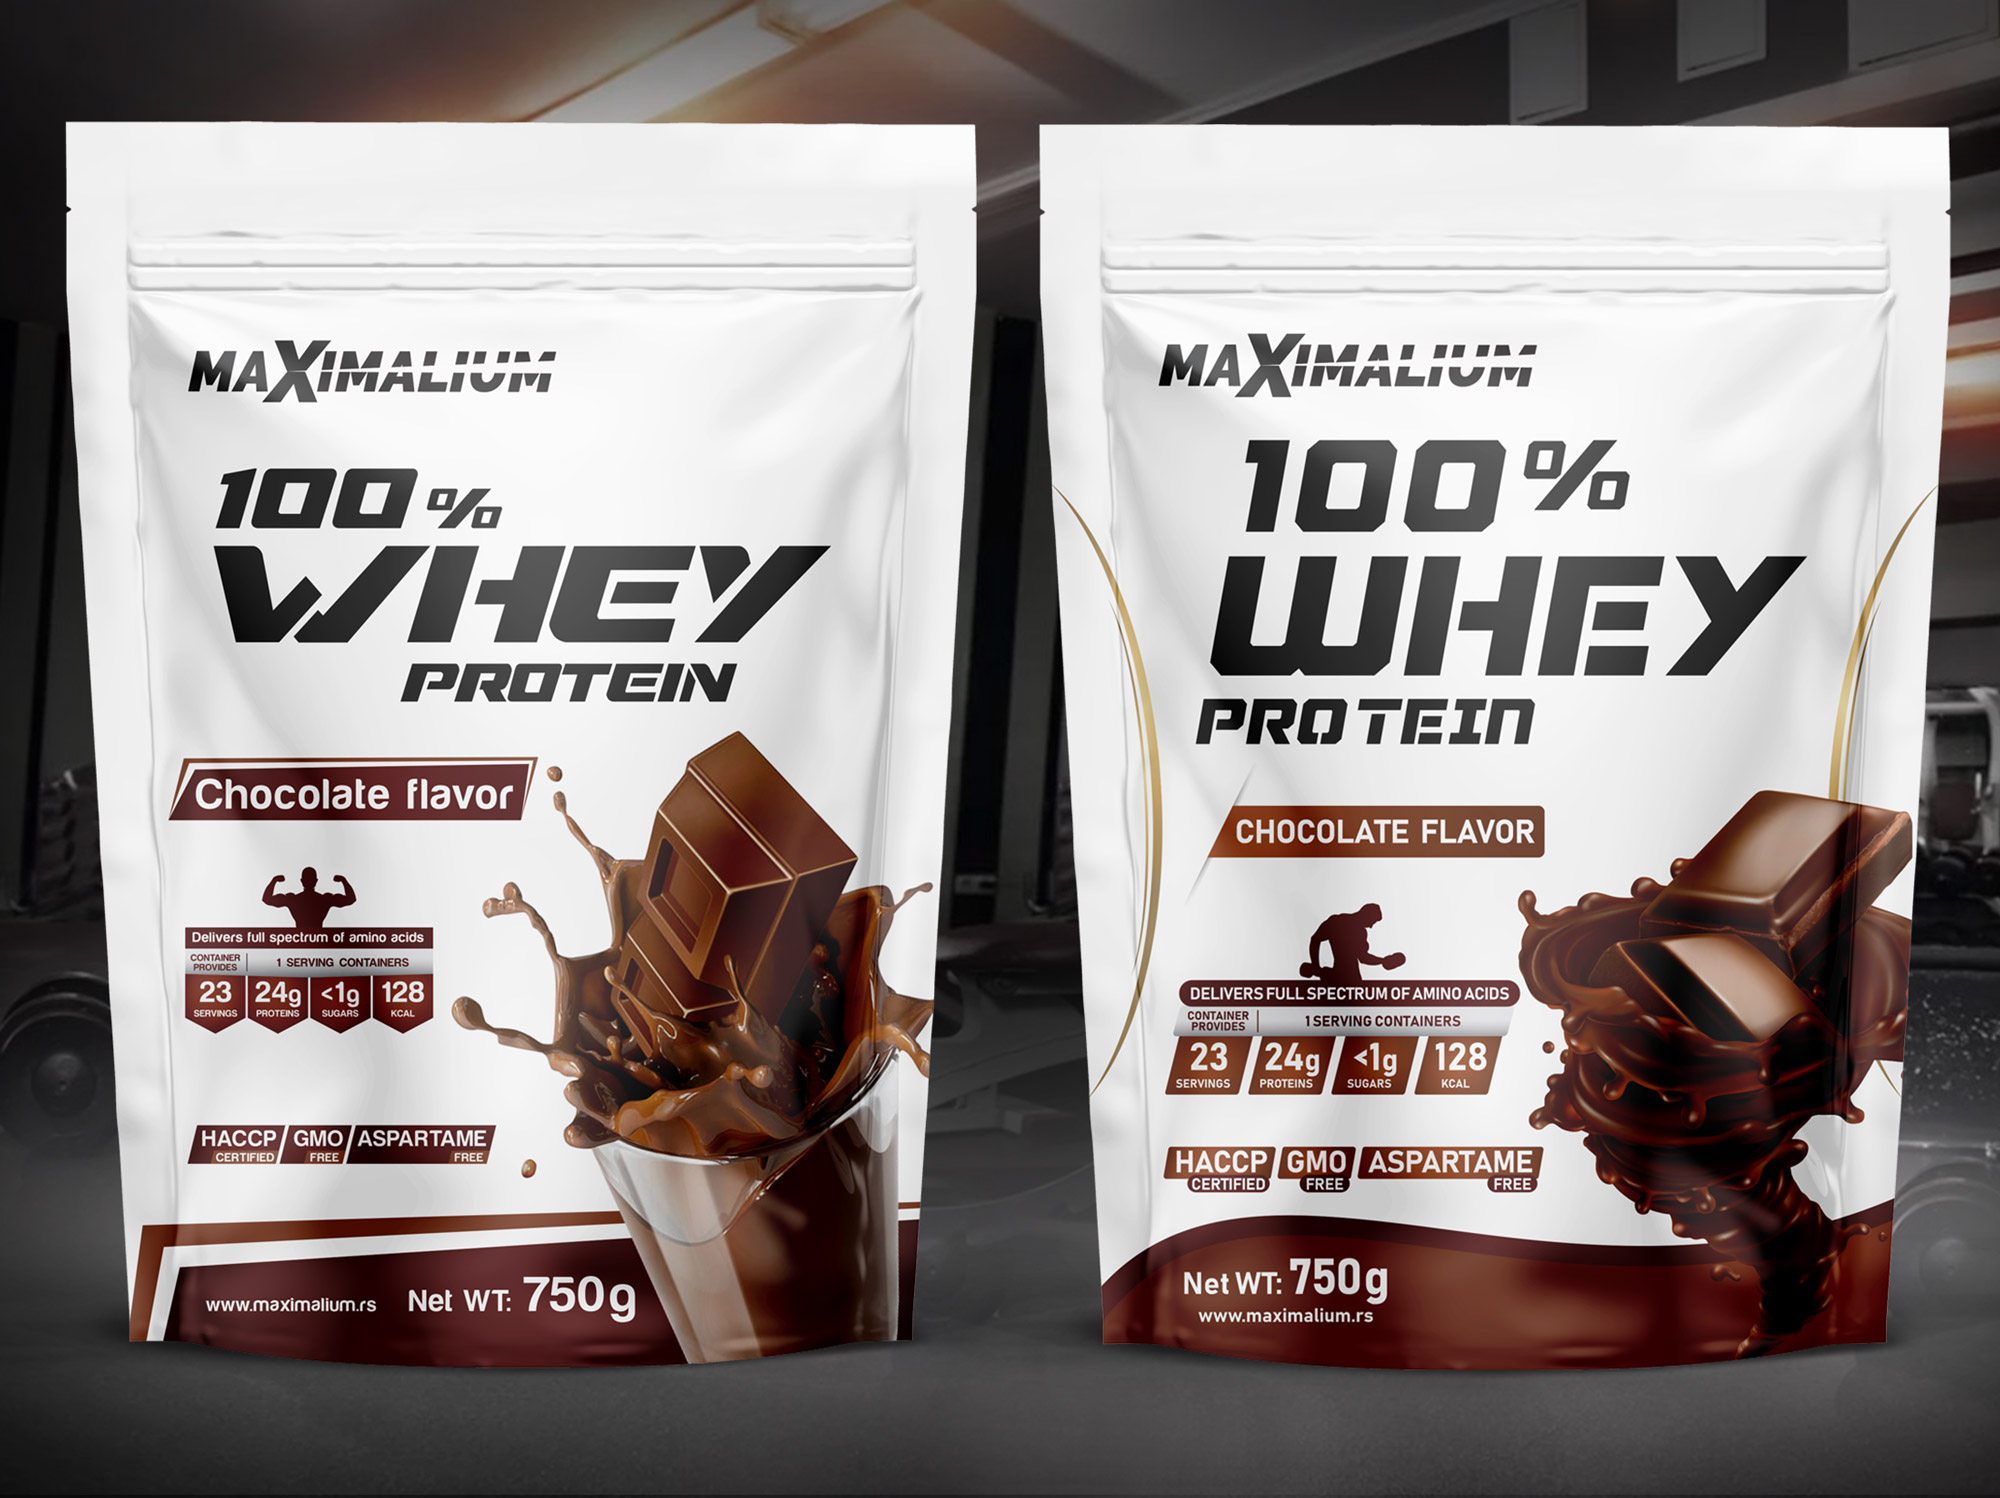 MAXIMALIUM
100%
WHEY
PROTEIN
Chocolate flavor
Delivers full spectrum of amino acids
CONTAINER PROVIDES | 1 SERVING CONTAINERS
23 24g <1g 128
SERVINGS PROTEINS SUGARS KCAL
HACCP GMO ASPARTAME
CERTIFIED FREE FREE
www.maximalium.rs Net WT: 750g
MAXIMALIUM
100%
WHEY
PROTEIN
CHOCOLATE FLAVOR
DELIVERS FULL SPECTRUM OF AMINO ACIDS
CONTAINER PROVIDES | 1 SERVING CONTAINERS
23 24g <1g 128
SERVINGS PROTEINS SUGARS KCAL
HACCP GMO ASPARTAME
CERTIFIED FREE FREE
Net WT: 750g
www.maximalium.rs